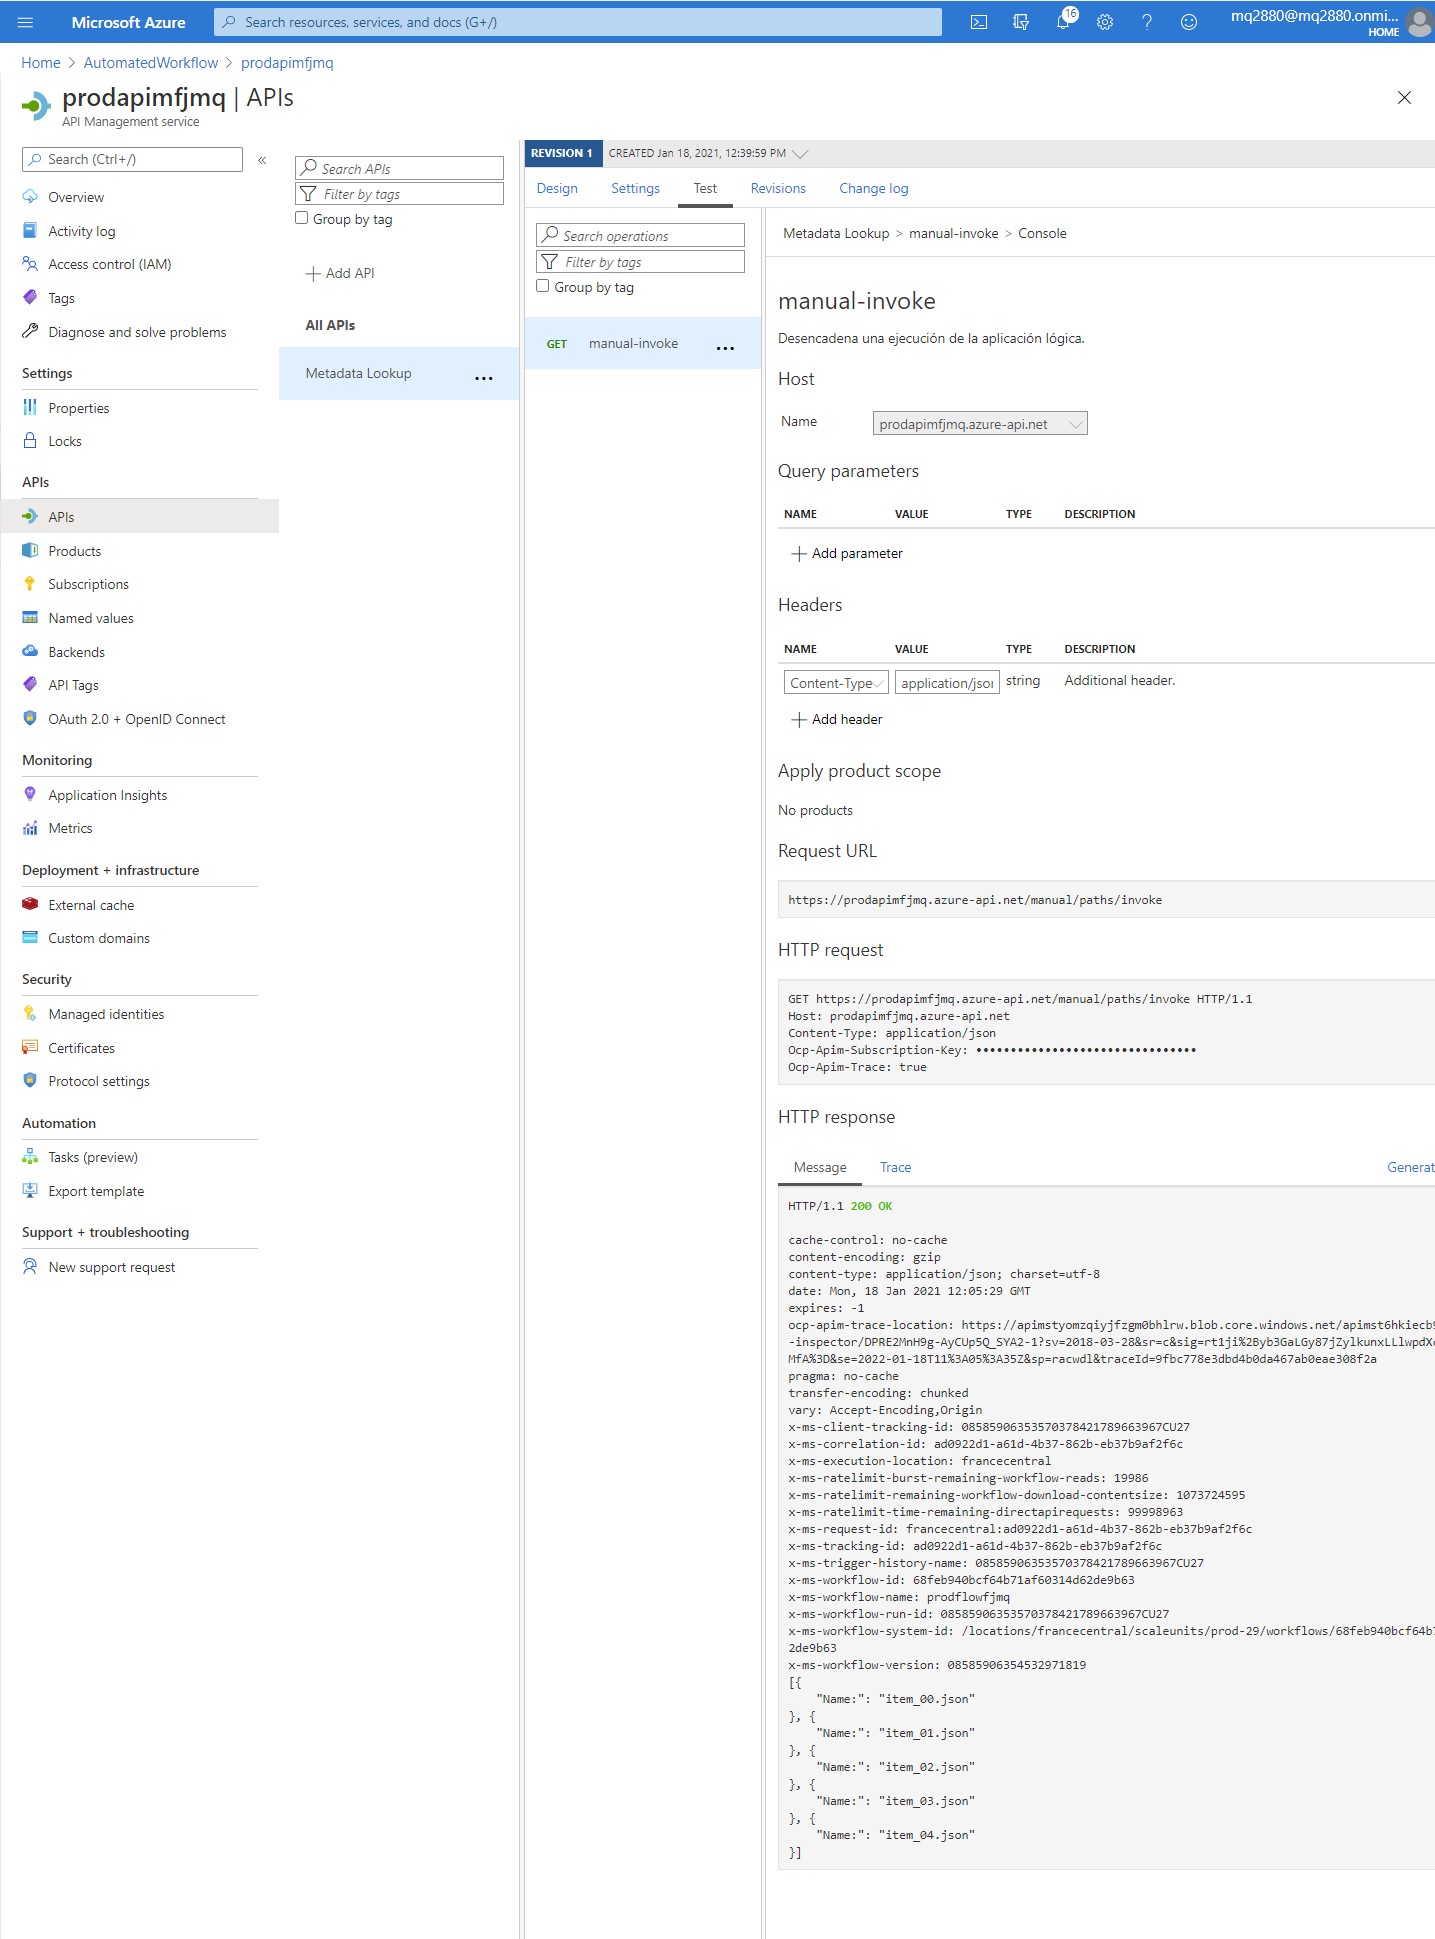 Microsoft Azure
Search resources, services, and docs (G+/)
16
mq2880@mq2880.onmi...
HOME
Home > AutomatedWorkflow > prodapimfjmq
prodapimfjmq | APIs
API Management service
Search (Ctrl+/)
«
Overview
Activity log
Access control (IAM)
Tags
Diagnose and solve problems
Settings
Properties
Locks
APIs
APIs
Products
Subscriptions
Named values
Backends
API Tags
OAuth 2.0 + OpenID Connect
Monitoring
Application Insights
Metrics
Deployment + infrastructure
External cache
Custom domains
Security
Managed identities
Certificates
Protocol settings
Automation
Tasks (preview)
Export template
Support + troubleshooting
New support request
Search APIs
Filter by tags
Group by tag
Add API
All APIs
Metadata Lookup ...
REVISION 1 CREATED Jan 18, 2021, 12:39:59 PM
Design Settings Test Revisions Change log
Search operations
Filter by tags
Group by tag
GET manual-invoke ...
Metadata Lookup > manual-invoke > Console
manual-invoke
Desencadena una ejecución de la aplicación lógica.
Host
Name prodapimfjmq.azure-api.net
Query parameters
NAME VALUE TYPE DESCRIPTION
Add parameter
Headers
NAME VALUE TYPE DESCRIPTION
Content-Type application/jsor string Additional header.
Add header
Apply product scope
No products
Request URL
https://prodapimfjmq.azure-api.net/manual/paths/invoke
HTTP request
GET https://prodapimfjmq.azure-api.net/manual/paths/invoke HTTP/1.1
Host: prodapimfjmq.azure-api.net
Content-Type: application/json
Ocp-Apim-Subscription-Key: ••••••••••••••••••••••••••••••••
Ocp-Apim-Trace: true
HTTP response
Message Trace Generat
HTTP/1.1 200 OK
cache-control: no-cache
content-encoding: gzip
content-type: application/json; charset=utf-8
date: Mon, 18 Jan 2021 12:05:29 GMT
expires: -1
ocp-apim-trace-location: https://apimstyomzqiyjfzgm0bhlrw.blob.core.windows.net/apimst6hkiecb9
-inspector/DPRE2MnH9g-AyCUp5Q_SYA2-1?sv=2018-03-28&sr=c&sig=rt1ji%2Byb3GaLGy87jZylkunxLLlwpdXc
MfA%3D&se=2022-01-18T11%3A05%3A35Z&sp=racwdl&traceId=9fbc778e3dbd4b0da467ab0eae308f2a
pragma: no-cache
transfer-encoding: chunked
vary: Accept-Encoding,Origin
x-ms-client-tracking-id: 08585906353570378421789663967CU27
x-ms-correlation-id: ad0922d1-a61d-4b37-862b-eb37b9af2f6c
x-ms-execution-location: francecentral
x-ms-ratelimit-burst-remaining-workflow-reads: 19986
x-ms-ratelimit-remaining-workflow-download-contentsize: 1073724595
x-ms-ratelimit-time-remaining-directapirequests: 99998963
x-ms-request-id: francecentral:ad0922d1-a61d-4b37-862b-eb37b9af2f6c
x-ms-tracking-id: ad0922d1-a61d-4b37-862b-eb37b9af2f6c
x-ms-trigger-history-name: 08585906353570378421789663967CU27
x-ms-workflow-id: 68feb940bcf64b71af60314d62de9b63
x-ms-workflow-name: prodflowfjmq
x-ms-workflow-run-id: 08585906353570378421789663967CU27
x-ms-workflow-system-id: /locations/francecentral/scaleunits/prod-29/workflows/68feb940bcf64b7
2de9b63
x-ms-workflow-version: 08585906354532971819
[{
"Name:": "item_00.json"
}, {
"Name:": "item_01.json"
}, {
"Name:": "item_02.json"
}, {
"Name:": "item_03.json"
}, {
"Name:": "item_04.json"
}]